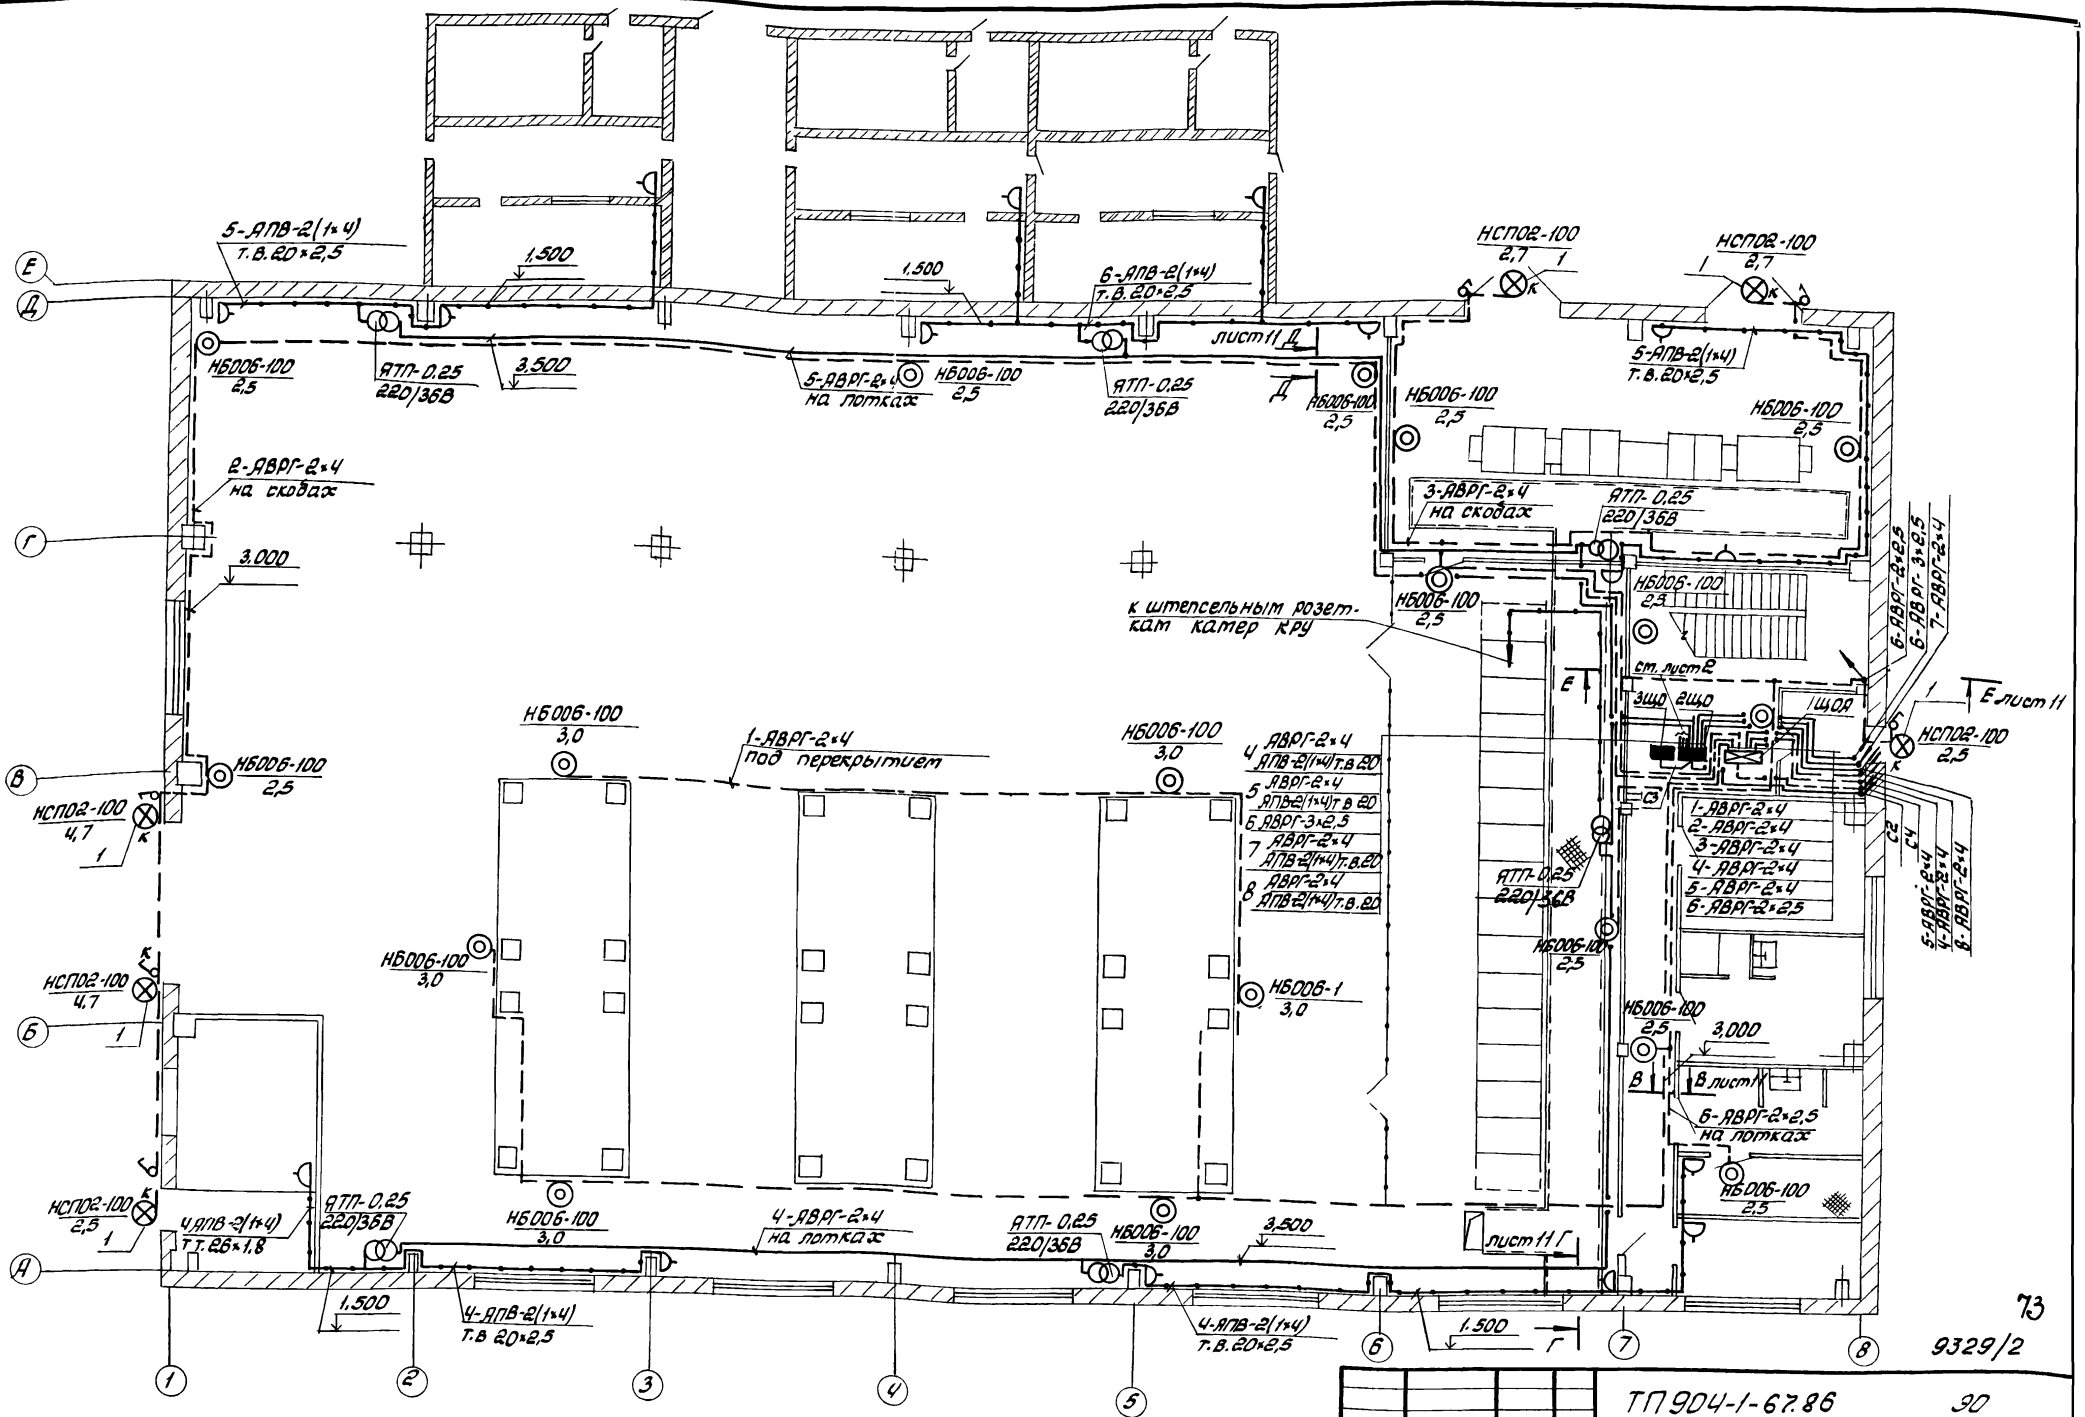 5-АПВ-2(1×4)
т.в.20×2,5
1.500
1.500
6-АПВ-2(1×4)
т.в.20×2,5
НСП02-100
2,7
1
НСП02-100
2,7
1
к
к
Е
Д
НБ006-100
2,5
ЯТП-0.25
220/36В
3.500
5-АВРГ-2×4
на лотках
НБ006-100
2,5
ЯТП-0.25
220/36В
лист 11 Д
Д
НБ006-100
2,5
НБ006-100
2,5
5-АПВ-2(1×4)
т.в.20×2,5
НБ006-100
2,5
2-АВРГ-2×4
на скобах
3-АВРГ-2×4
на скобах
ЯТП-0.25
220/36В
6-АВРГ-2×2,5
6-АВРГ-3×2,5
7-АВРГ-2×4
Г
3.000
к штепсельным розет-
кам камер КРУ
НБ006-100
2,5
НБ006-100
2,5
Е
ст. лист 2
3ЩО
2ЩО
1ЩОА
1
Е лист 11
НСП02-100
2,5
к
НБ006-100
3,0
1-АВРГ-2×4
под перекрытием
НБ006-100
3,0
4 АВРГ-2×4
АПВ-2(1×4)т.в.20
5 АВРГ-2×4
АПВ-2(1×4)т.в.20
6 АВРГ-3×2,5
7 АВРГ-2×4
АПВ-2(1×4)т.в.20
8 АВРГ-2×4
АПВ-2(1×4)т.в.20
В
НБ006-100
2,5
НСП02-100
4,7
1
к
С3
1-АВРГ-2×4
2-АВРГ-2×4
3-АВРГ-2×4
4-АВРГ-2×4
5-АВРГ-2×4
6-АВРГ-2×2,5
С2
С4
5-АВРГ-2×4
4-АВРГ-2×4
8-АВРГ-2×4
ЯТП-0.25
220/36В
НБ006-100
3,0
НБ006-100
2,5
НСП02-100
4,7
1
к
НБ006-1
3,0
НБ006-100
2,5
3,000
Б
В
В лист 11
6-АВРГ-2×2,5
на лотках
НСП02-100
2,5
1
к
4АПВ-2(1×4)
т т.26×1,8
ЯТП-0.25
220/36В
НБ006-100
3,0
4-АВРГ-2×4
на лотках
ЯТП-0.25
220/36В
НБ006-100
3,0
3,500
лист 11 Г
НБ006-100
2,5
А
1.500
4-АПВ-2(1×4)
т.в 20×2,5
4-АПВ-2(1×4)
т.в.20×2,5
1.500
Г
1
2
3
4
5
6
7
8
73
9329/2
ТП 904-1-67.86
ЭО